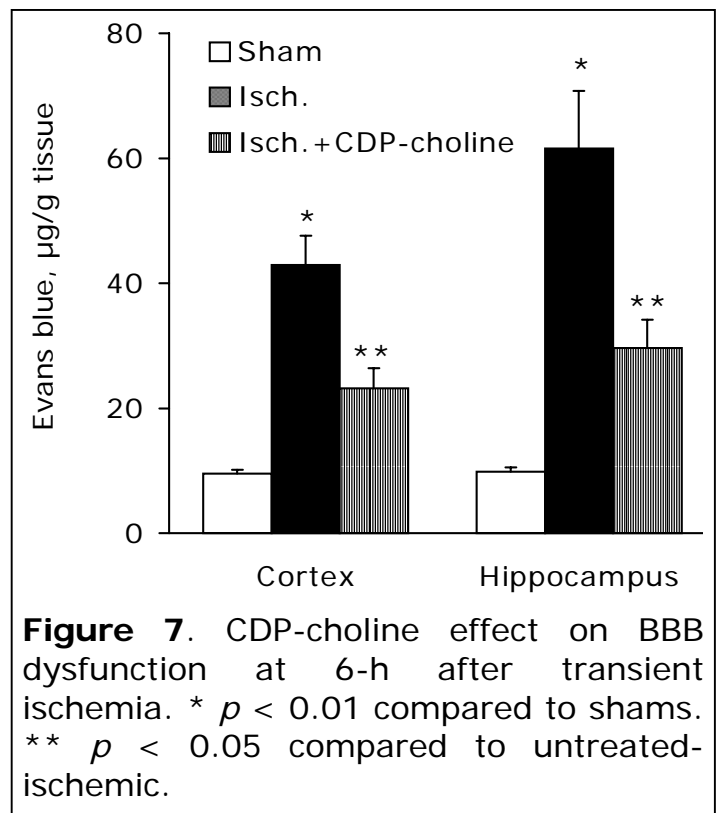 80
60
40
20
0
Evans blue, µg/g tissue
Sham
Isch.
Isch.+CDP-choline
*
**
*
**
Cortex Hippocampus
Figure 7. CDP-choline effect on BBB
dysfunction at 6-h after transient
ischemia. * p < 0.01 compared to shams.
** p < 0.05 compared to untreated-
ischemic.